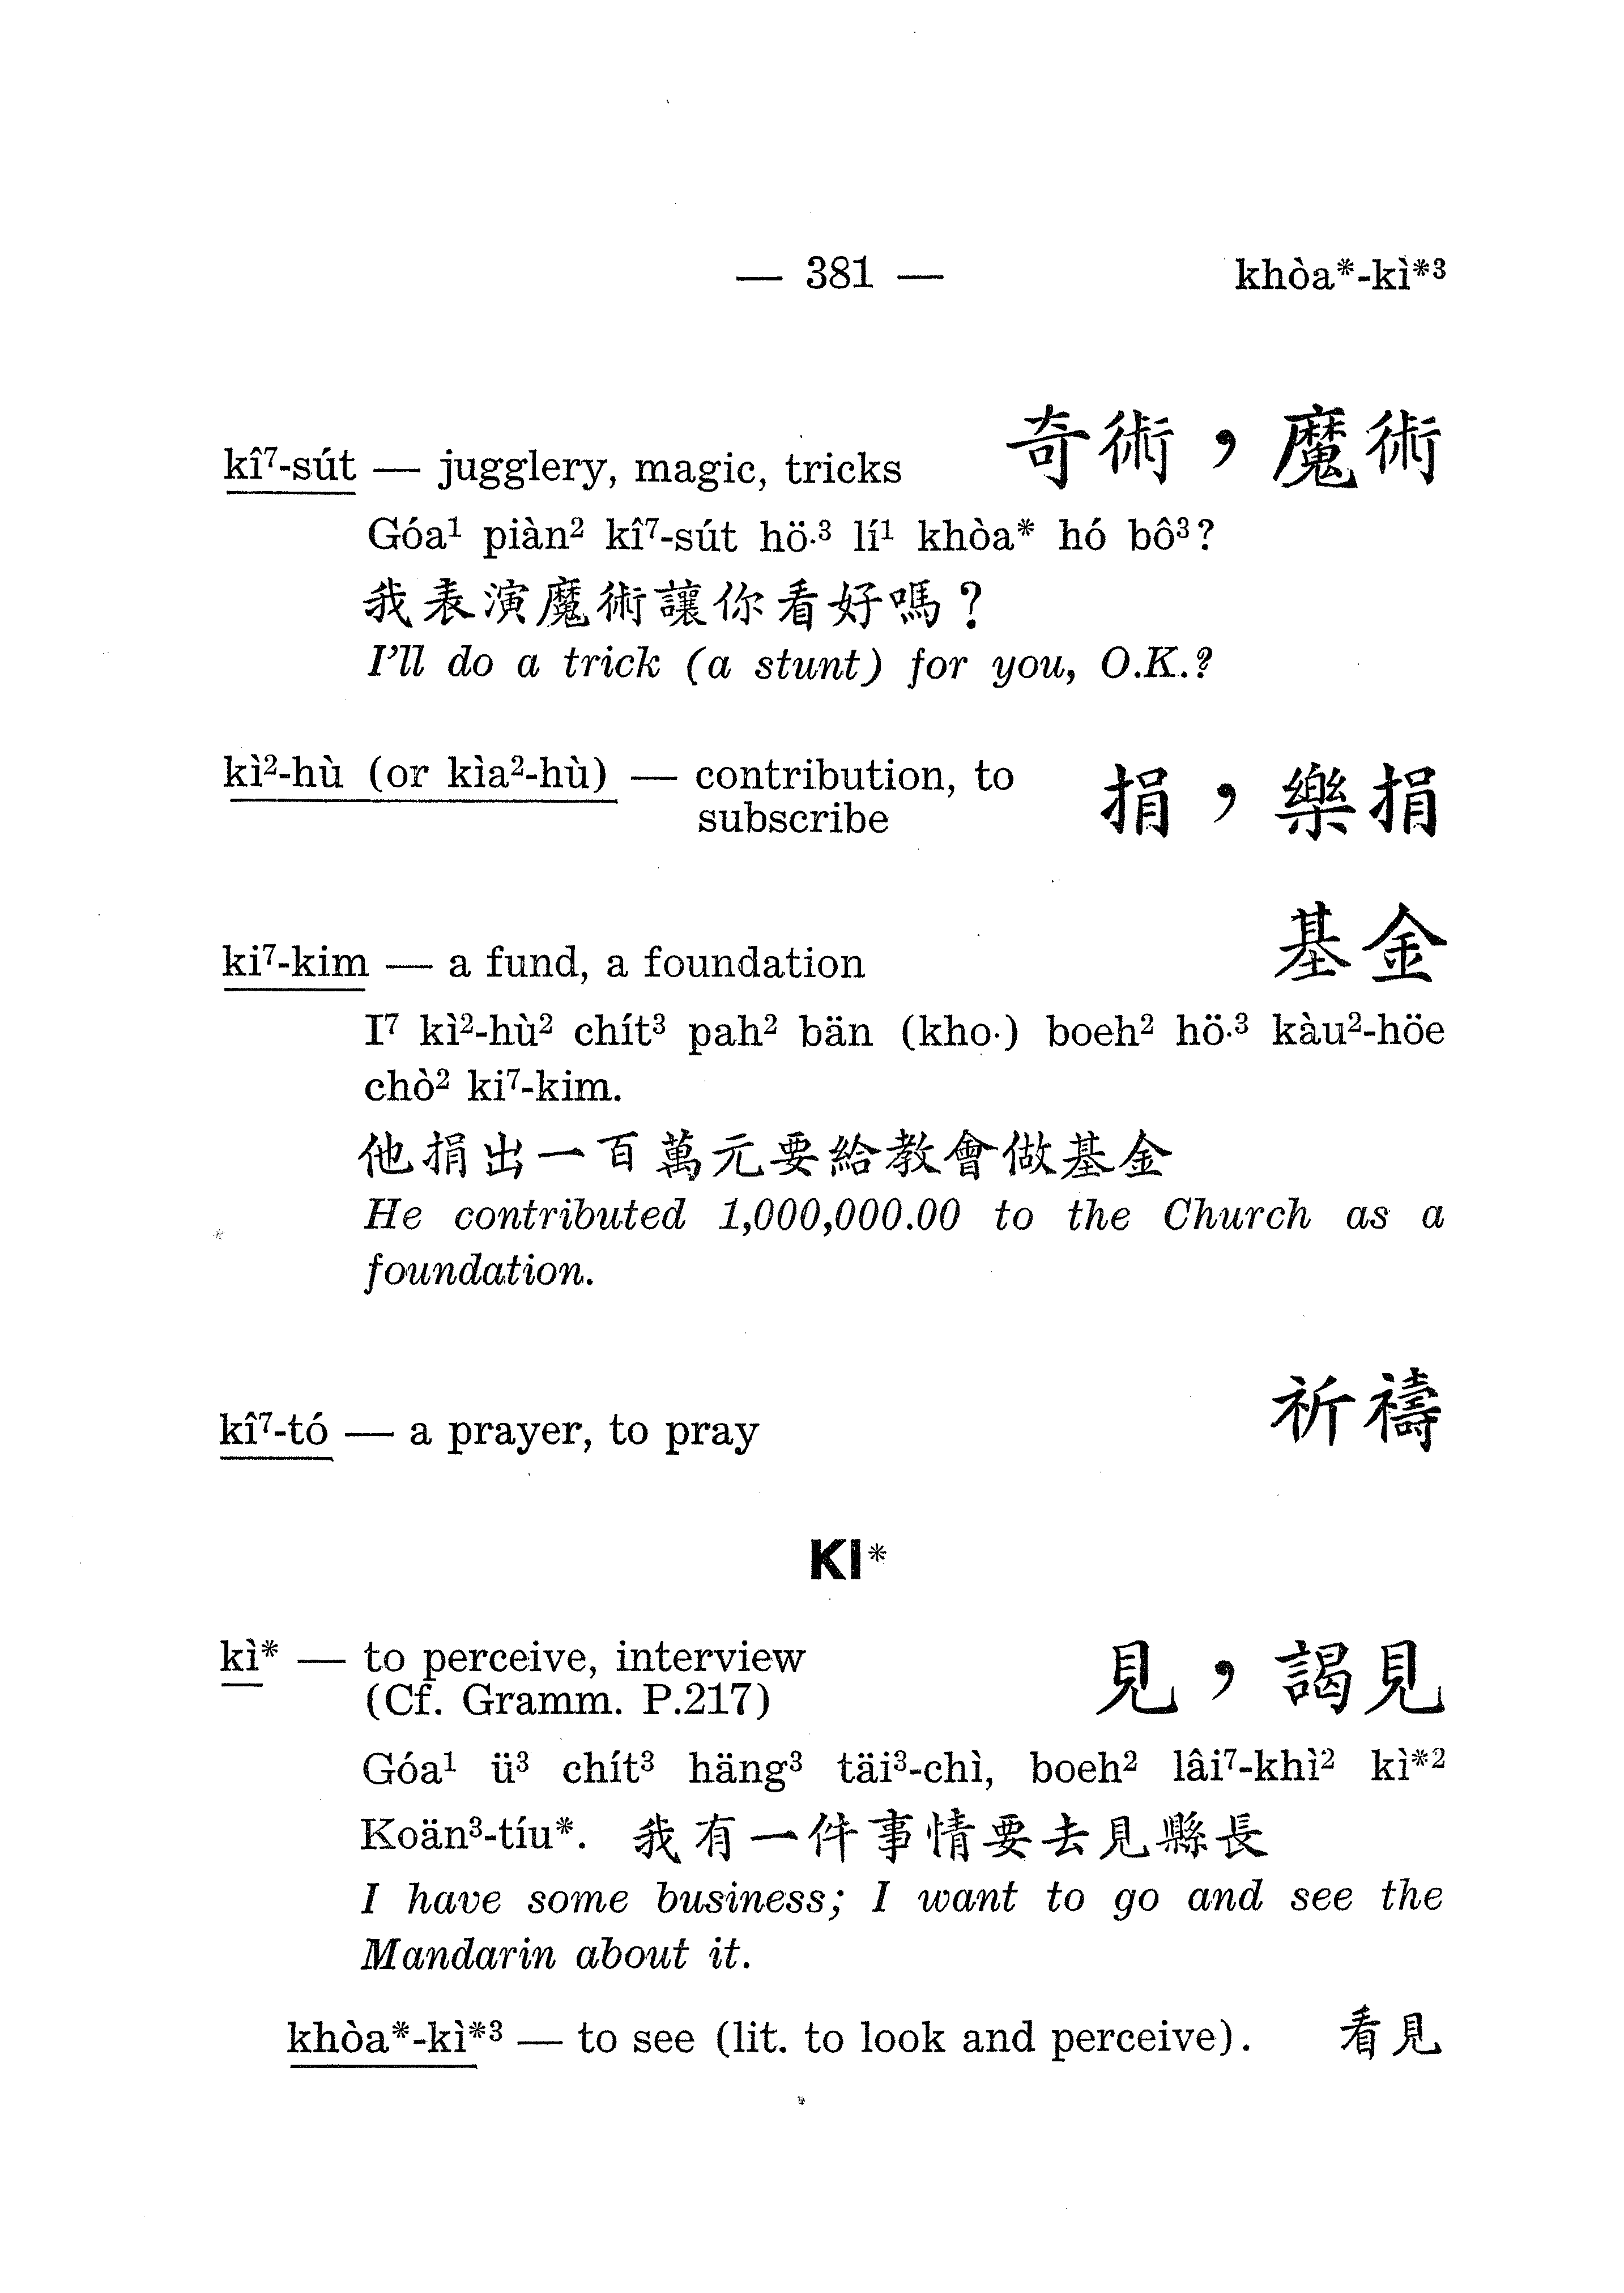 — 381 — khòa*-kì*³
kî⁷-sút — jugglery, magic, tricks 奇術，魔術
Góa¹ piàn² kî⁷-sút hö·³ lí¹ khòa* hó bô³?
我表演魔術讓你看好嗎？
I'll do a trick (a stunt) for you, O.K.?
kì²-hù (or kìa²-hù) — contribution, to 捐，樂捐
subscribe
ki⁷-kim — a fund, a foundation 基金
I⁷ kì²-hù² chít³ pah² bän (kho·) boeh² hö·³ kàu²-höe
chò² ki⁷-kim.
他捐出一百萬元要給教會做基金
He contributed 1,000,000.00 to the Church as a
foundation.
kî⁷-tó — a prayer, to pray 祈禱
KI*
kì* — to perceive, interview 見，謁見
(Cf. Gramm. P.217)
Góa¹ ü³ chít³ häng³ täi³-chì, boeh² lâi⁷-khì² kì*²
Koän³-tíu*. 我有一件事情要去見縣長
I have some business; I want to go and see the
Mandarin about it.
khòa*-kì*³ — to see (lit. to look and perceive). 看見